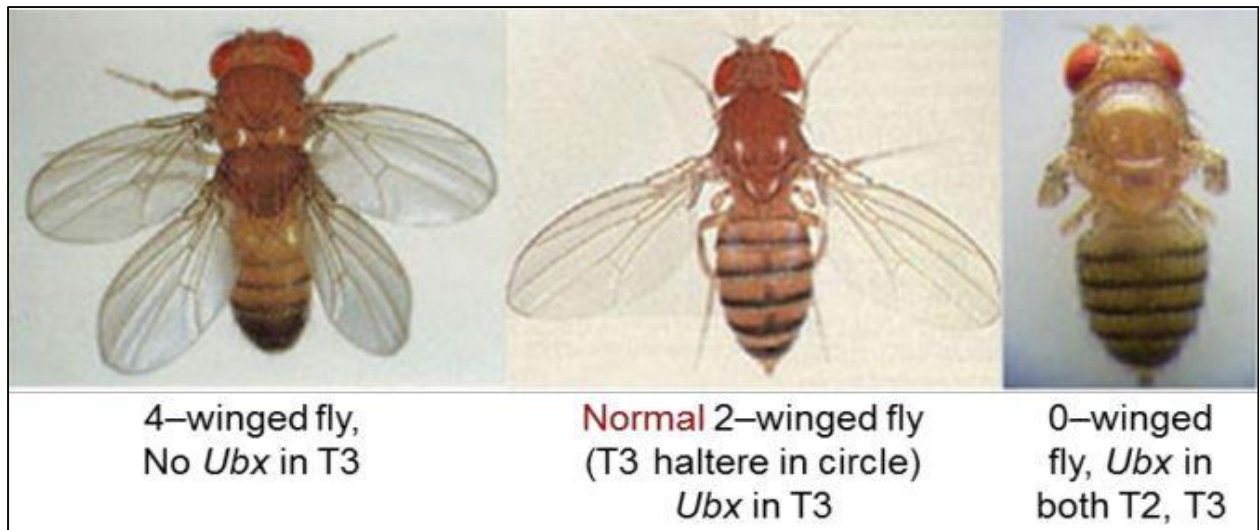 4–winged fly,
No Ubx in T3
Normal 2–winged fly
(T3 haltere in circle)
Ubx in T3
0–winged
fly, Ubx in
both T2, T3